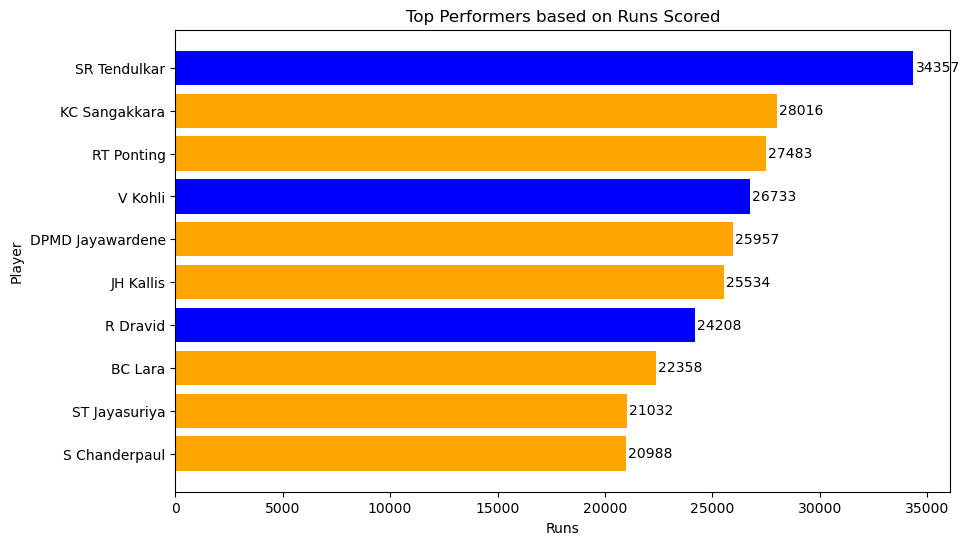 Top Performers based on Runs Scored
SR Tendulkar 34357
KC Sangakkara 28016
RT Ponting 27483
V Kohli 26733
DPMD Jayawardene 25957
JH Kallis 25534
R Dravid 24208
BC Lara 22358
ST Jayasuriya 21032
S Chanderpaul 20988
Player
0 5000 10000 15000 20000 25000 30000 35000
Runs